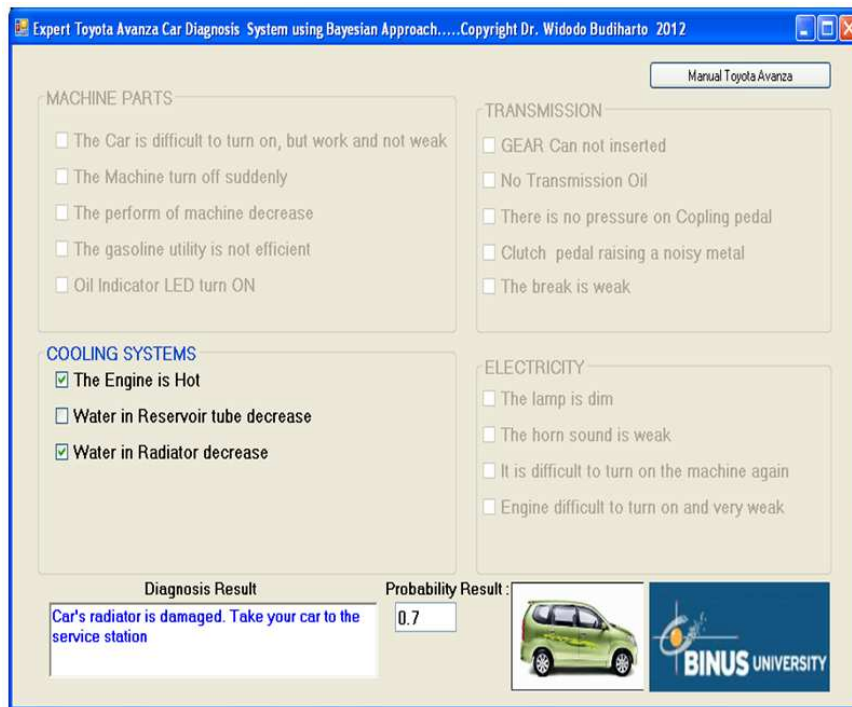 Expert Toyota Avanza Car Diagnosis System using Bayesian Approach.....Copyright Dr. Widodo Budiharto 2012
Manual Toyota Avanza
MACHINE PARTS
The Car is difficult to turn on, but work and not weak
The Machine turn off suddenly
The perform of machine decrease
The gasoline utility is not efficient
Oil Indicator LED turn ON
TRANSMISSION
GEAR Can not inserted
No Transmission Oil
There is no pressure on Copling pedal
Clutch pedal raising a noisy metal
The break is weak
COOLING SYSTEMS
The Engine is Hot
Water in Reservoir tube decrease
Water in Radiator decrease
ELECTRICITY
The lamp is dim
The horn sound is weak
It is difficult to turn on the machine again
Engine difficult to turn on and very weak
Diagnosis Result
Car's radiator is damaged. Take your car to the
service station
Probability Result :
0.7
BINUS UNIVERSITY